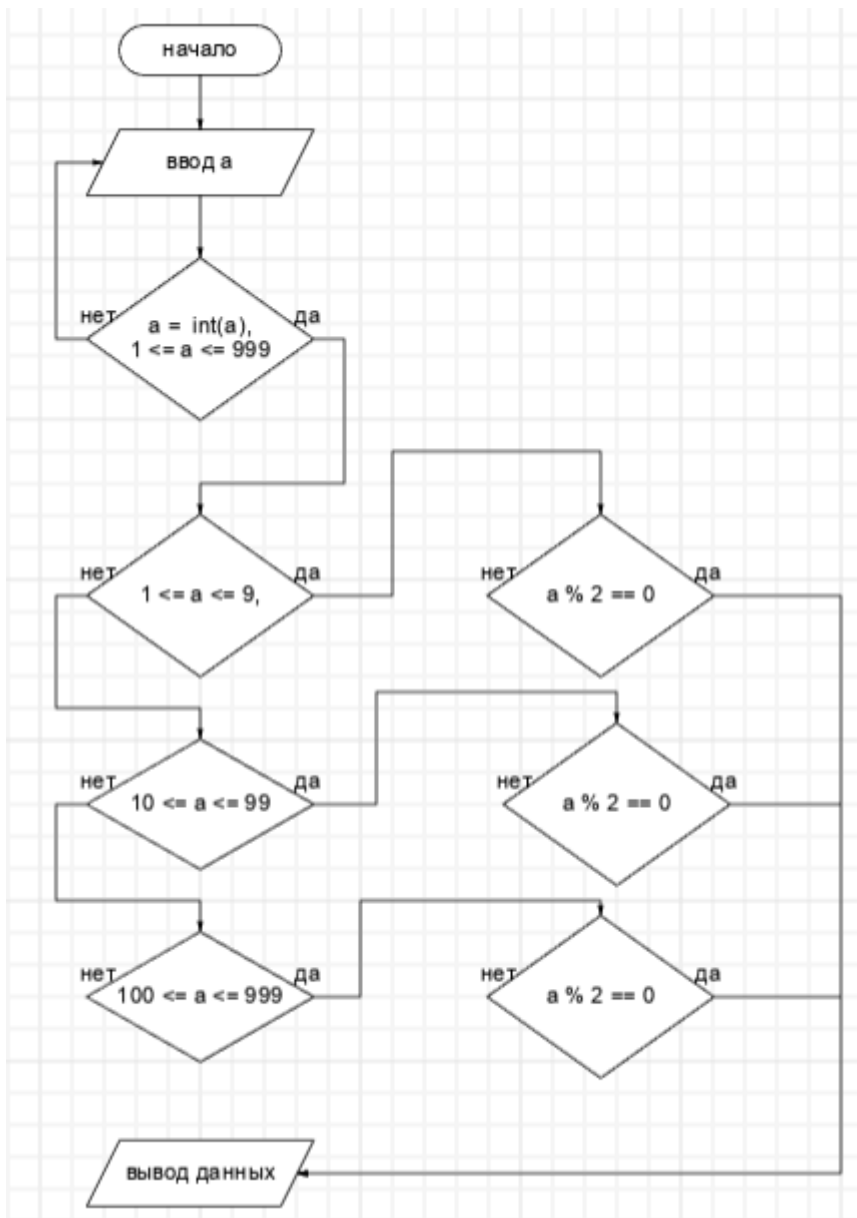 начало
ввод а
нет
да
a = int(a),
1 <= a <= 999
нет
да
1 <= a <= 9,
нет
да
a % 2 == 0
нет
да
10 <= a <= 99
нет
да
a % 2 == 0
нет
да
100 <= a <= 999
нет
да
a % 2 == 0
вывод данных